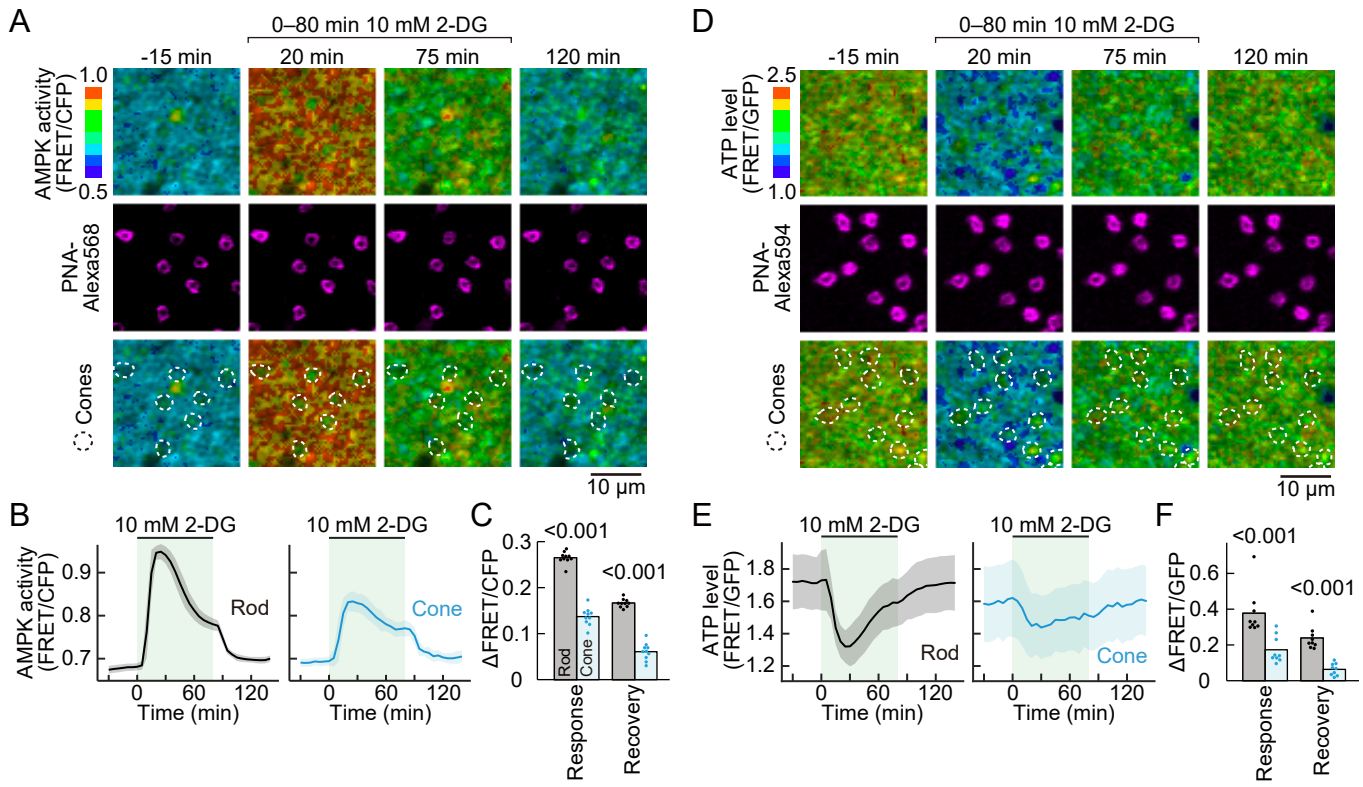 A
0–80 min 10 mM 2-DG
-15 min
20 min
75 min
120 min
1.0
AMPK activity
(FRET/CFP)
0.5
PNA-
Alexa568
Cones
10 µm
D
0–80 min 10 mM 2-DG
-15 min
20 min
75 min
120 min
2.5
ATP level
(FRET/GFP)
1.0
PNA-
Alexa594
Cones
10 µm
B
10 mM 2-DG
10 mM 2-DG
AMPK activity
(FRET/CFP)
0.9
0.8
0.7
Rod
Cone
0
60
120
0
60
120
Time (min)
Time (min)
C
<0.001
<0.001
ΔFRET/CFP
0.3
0.2
0.1
0
Rod
Cone
Response
Recovery
E
10 mM 2-DG
10 mM 2-DG
ATP level
(FRET/GFP)
1.8
1.6
1.4
1.2
Rod
Cone
0
60
120
0
60
120
Time (min)
Time (min)
F
<0.001
<0.001
ΔFRET/GFP
0.6
0.4
0.2
0
Response
Recovery